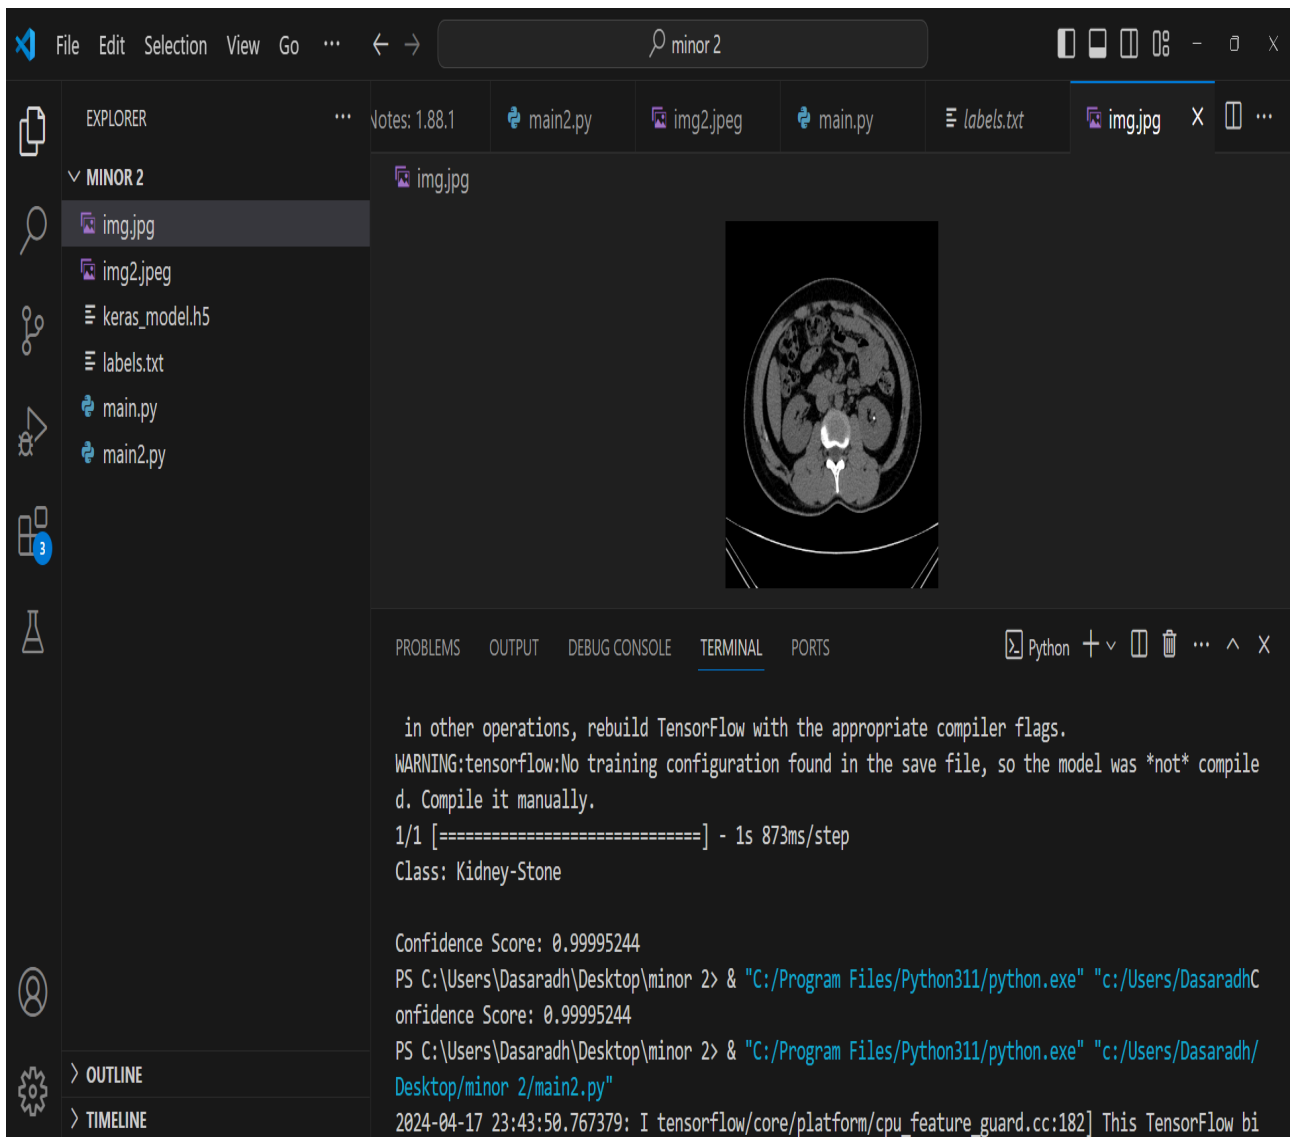 File Edit Selection View Go ... minor 2
EXPLORER ...
Notes: 1.88.1 main2.py img2.jpeg main.py labels.txt img.jpg
MINOR 2
img.jpg
img2.jpeg
keras_model.h5
labels.txt
main.py
main2.py
3
OUTLINE
TIMELINE
img.jpg
PROBLEMS OUTPUT DEBUG CONSOLE TERMINAL PORTS Python
in other operations, rebuild TensorFlow with the appropriate compiler flags.
WARNING:tensorflow:No training configuration found in the save file, so the model was *not* compile
d. Compile it manually.
1/1 [==============================] - 1s 873ms/step
Class: Kidney-Stone
Confidence Score: 0.99995244
PS C:\Users\Dasaradh\Desktop\minor 2> & "C:/Program Files/Python311/python.exe" "c:/Users/DasaradhC
onfidence Score: 0.99995244
PS C:\Users\Dasaradh\Desktop\minor 2> & "C:/Program Files/Python311/python.exe" "c:/Users/Dasaradh/
Desktop/minor 2/main2.py"
2024-04-17 23:43:50.767379: I tensorflow/core/platform/cpu_feature_guard.cc:182] This TensorFlow bi